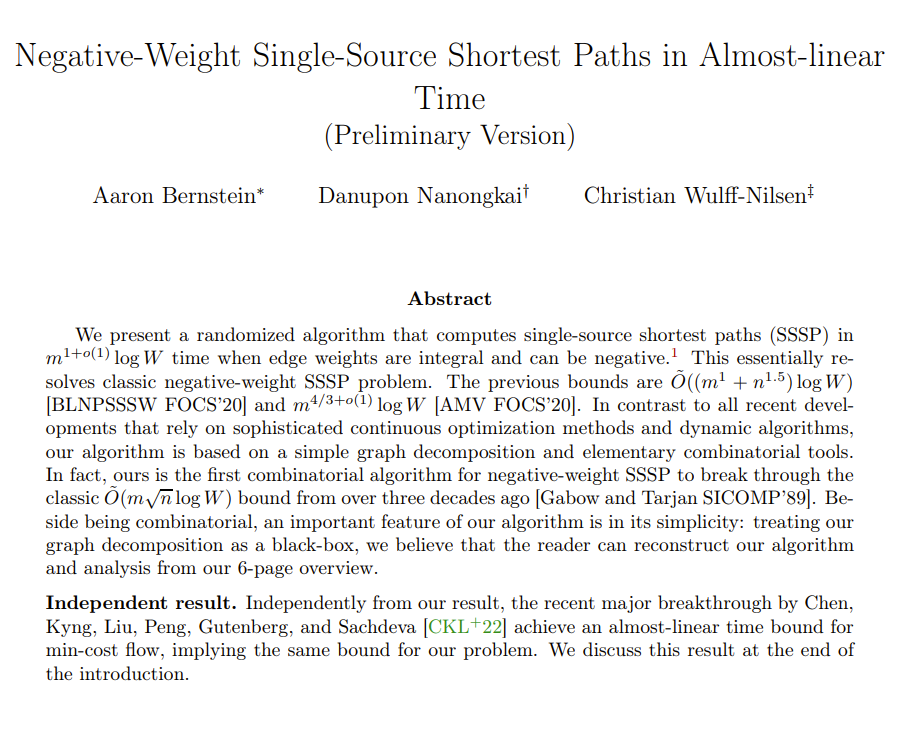 Negative-Weight Single-Source Shortest Paths in Almost-linear
Time
(Preliminary Version)
Aaron Bernstein* Danupon Nanongkai† Christian Wulff-Nilsen‡
Abstract
We present a randomized algorithm that computes single-source shortest paths (SSSP) in
m^{1+o(1)} log W time when edge weights are integral and can be negative.¹ This essentially re-
solves classic negative-weight SSSP problem. The previous bounds are Õ((m¹ + n^{1.5}) log W)
[BLNPSSSW FOCS'20] and m^{4/3+o(1)} log W [AMV FOCS'20]. In contrast to all recent devel-
opments that rely on sophisticated continuous optimization methods and dynamic algorithms,
our algorithm is based on a simple graph decomposition and elementary combinatorial tools.
In fact, ours is the first combinatorial algorithm for negative-weight SSSP to break through the
classic Õ(m√n log W) bound from over three decades ago [Gabow and Tarjan SICOMP'89]. Be-
side being combinatorial, an important feature of our algorithm is in its simplicity: treating our
graph decomposition as a black-box, we believe that the reader can reconstruct our algorithm
and analysis from our 6-page overview.
Independent result. Independently from our result, the recent major breakthrough by Chen,
Kyng, Liu, Peng, Gutenberg, and Sachdeva [CKL⁺22] achieve an almost-linear time bound for
min-cost flow, implying the same bound for our problem. We discuss this result at the end of
the introduction.